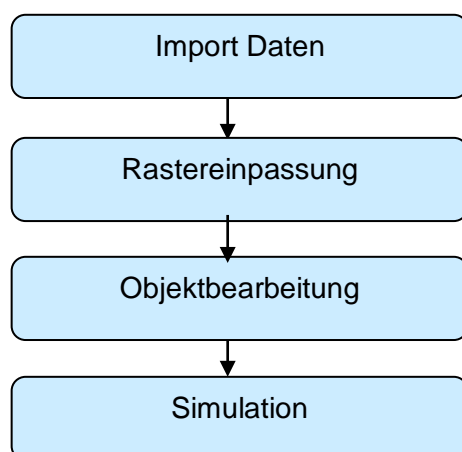 Import Daten
Rastereinpassung
Objektbearbeitung
Simulation